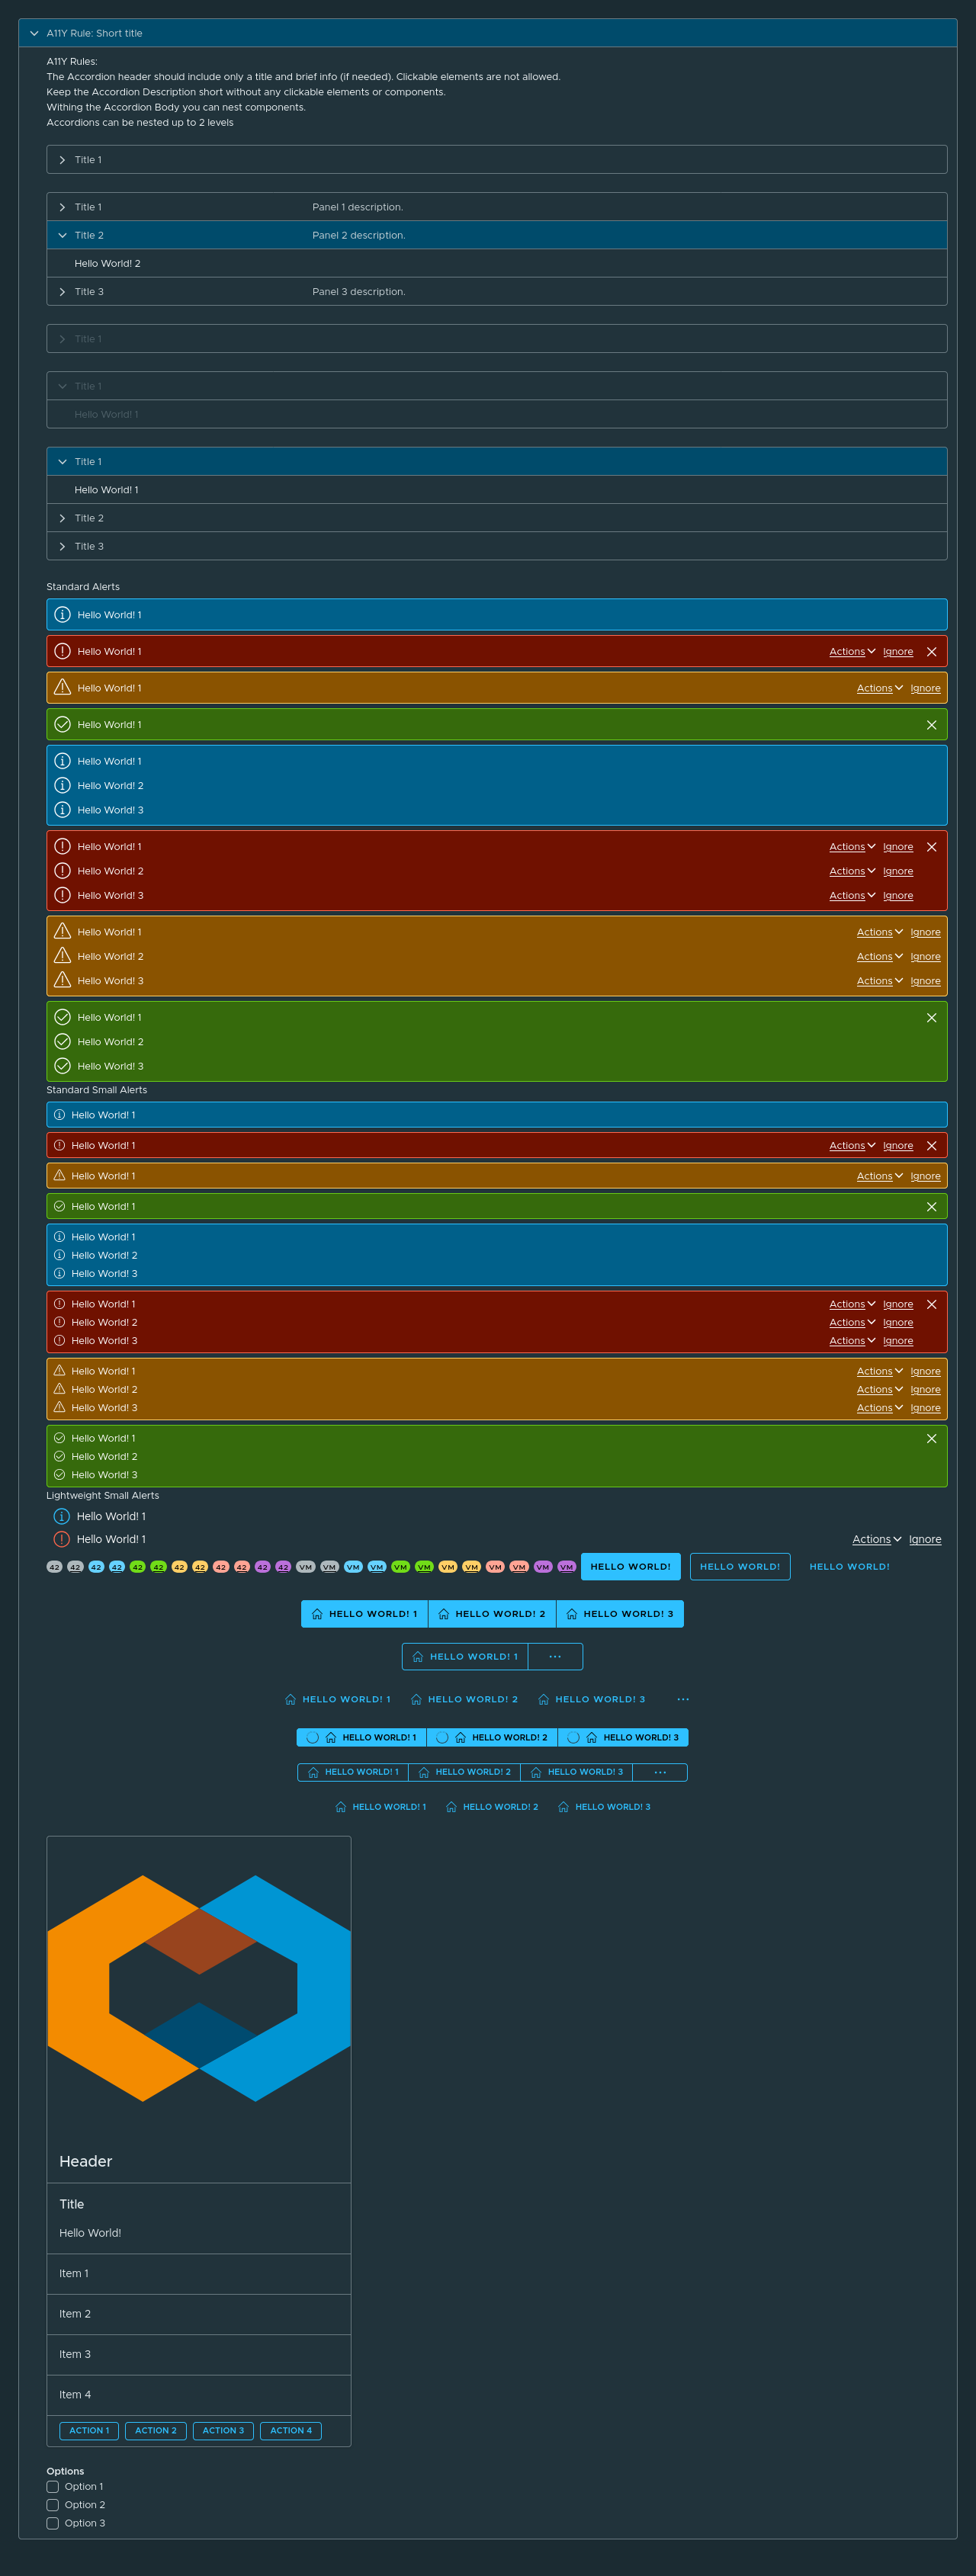 A11Y Rule: Short title
A11Y Rules:
The Accordion header should include only a title and brief info (if needed). Clickable elements are not allowed.
Keep the Accordion Description short without any clickable elements or components.
Withing the Accordion Body you can nest components.
Accordions can be nested up to 2 levels
Title 1
Title 1 Panel 1 description.
Title 2 Panel 2 description.
Hello World! 2
Title 3 Panel 3 description.
Title 1
Title 1
Hello World! 1
Title 1
Hello World! 1
Title 2
Title 3
Standard Alerts
Hello World! 1
Hello World! 1 Actions Ignore
Hello World! 1 Actions Ignore
Hello World! 1
Hello World! 1
Hello World! 2
Hello World! 3
Hello World! 1 Actions Ignore
Hello World! 2 Actions Ignore
Hello World! 3 Actions Ignore
Hello World! 1 Actions Ignore
Hello World! 2 Actions Ignore
Hello World! 3 Actions Ignore
Hello World! 1
Hello World! 2
Hello World! 3
Standard Small Alerts
Hello World! 1
Hello World! 1 Actions Ignore
Hello World! 1 Actions Ignore
Hello World! 1
Hello World! 1
Hello World! 2
Hello World! 3
Hello World! 1 Actions Ignore
Hello World! 2 Actions Ignore
Hello World! 3 Actions Ignore
Hello World! 1 Actions Ignore
Hello World! 2 Actions Ignore
Hello World! 3 Actions Ignore
Hello World! 1
Hello World! 2
Hello World! 3
Lightweight Small Alerts
Hello World! 1
Hello World! 1 Actions Ignore
42 42 42 42 42 42 42 42 42 42 42 42 VM VM VM VM VM VM VM VM VM VM VM VM HELLO WORLD! HELLO WORLD! HELLO WORLD!
HELLO WORLD! 1 HELLO WORLD! 2 HELLO WORLD! 3
HELLO WORLD! 1 ...
HELLO WORLD! 1 HELLO WORLD! 2 HELLO WORLD! 3 ...
HELLO WORLD! 1 HELLO WORLD! 2 HELLO WORLD! 3
HELLO WORLD! 1 HELLO WORLD! 2 HELLO WORLD! 3 ...
HELLO WORLD! 1 HELLO WORLD! 2 HELLO WORLD! 3
Header
Title
Hello World!
Item 1
Item 2
Item 3
Item 4
ACTION 1 ACTION 2 ACTION 3 ACTION 4
Options
Option 1
Option 2
Option 3